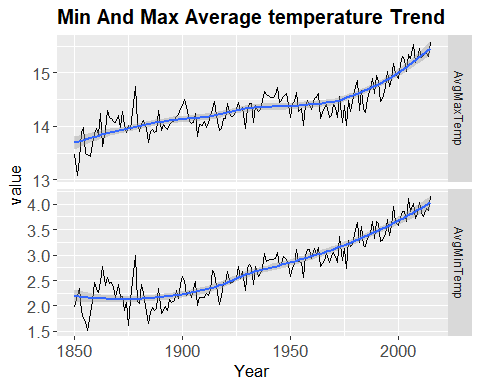 Min And Max Average temperature Trend
value
15
14
13
AvgMaxTemp
4.0
3.5
3.0
2.5
2.0
1.5
AvgMinTemp
1850
1900
1950
2000
Year